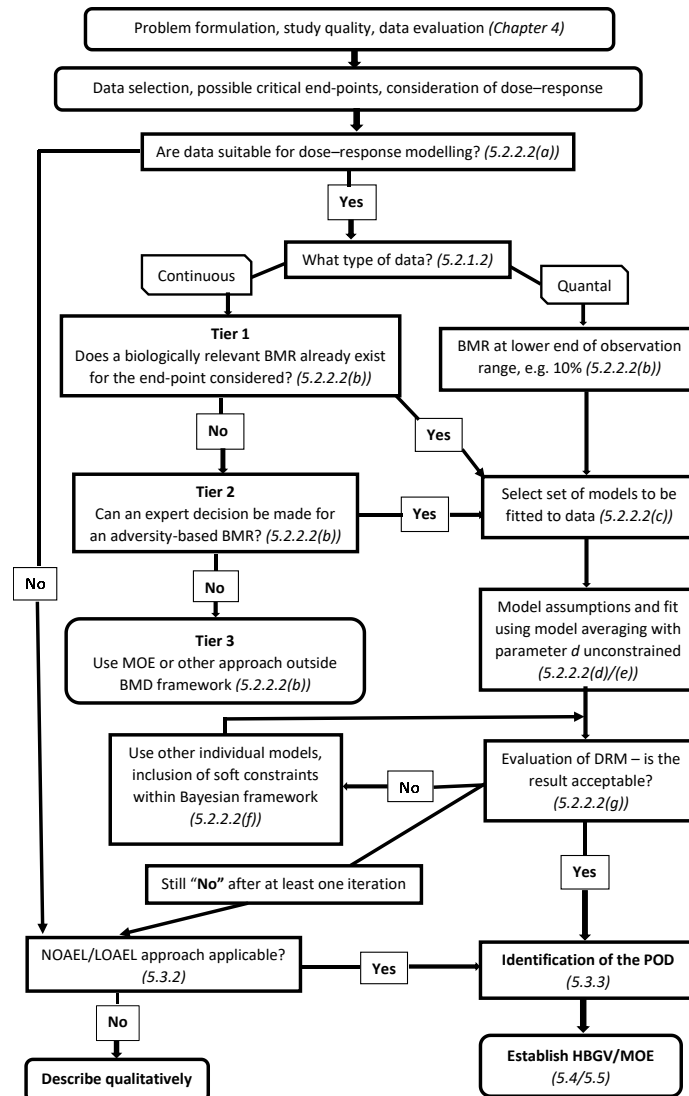 Problem formulation, study quality, data evaluation (Chapter 4)
Data selection, possible critical end-points, consideration of dose–response
Are data suitable for dose–response modelling? (5.2.2.2(a))
Yes
What type of data? (5.2.1.2)
Continuous
Quantal
Tier 1
Does a biologically relevant BMR already exist
for the end-point considered? (5.2.2.2(b))
BMR at lower end of observation
range, e.g. 10% (5.2.2.2(b))
No
Yes
Tier 2
Can an expert decision be made for
an adversity-based BMR? (5.2.2.2(b))
Yes
Select set of models to be
fitted to data (5.2.2.2(c))
No
No
Tier 3
Use MOE or other approach outside
BMD framework (5.2.2.2(b))
Model assumptions and fit
using model averaging with
parameter d unconstrained
(5.2.2.2(d)/(e))
Use other individual models,
inclusion of soft constraints
within Bayesian framework
(5.2.2.2(f))
No
Evaluation of DRM – is the
result acceptable?
(5.2.2.2(g))
Still "No" after at least one iteration
Yes
NOAEL/LOAEL approach applicable?
(5.3.2)
Yes
Identification of the POD
(5.3.3)
No
Describe qualitatively
Establish HBGV/MOE
(5.4/5.5)